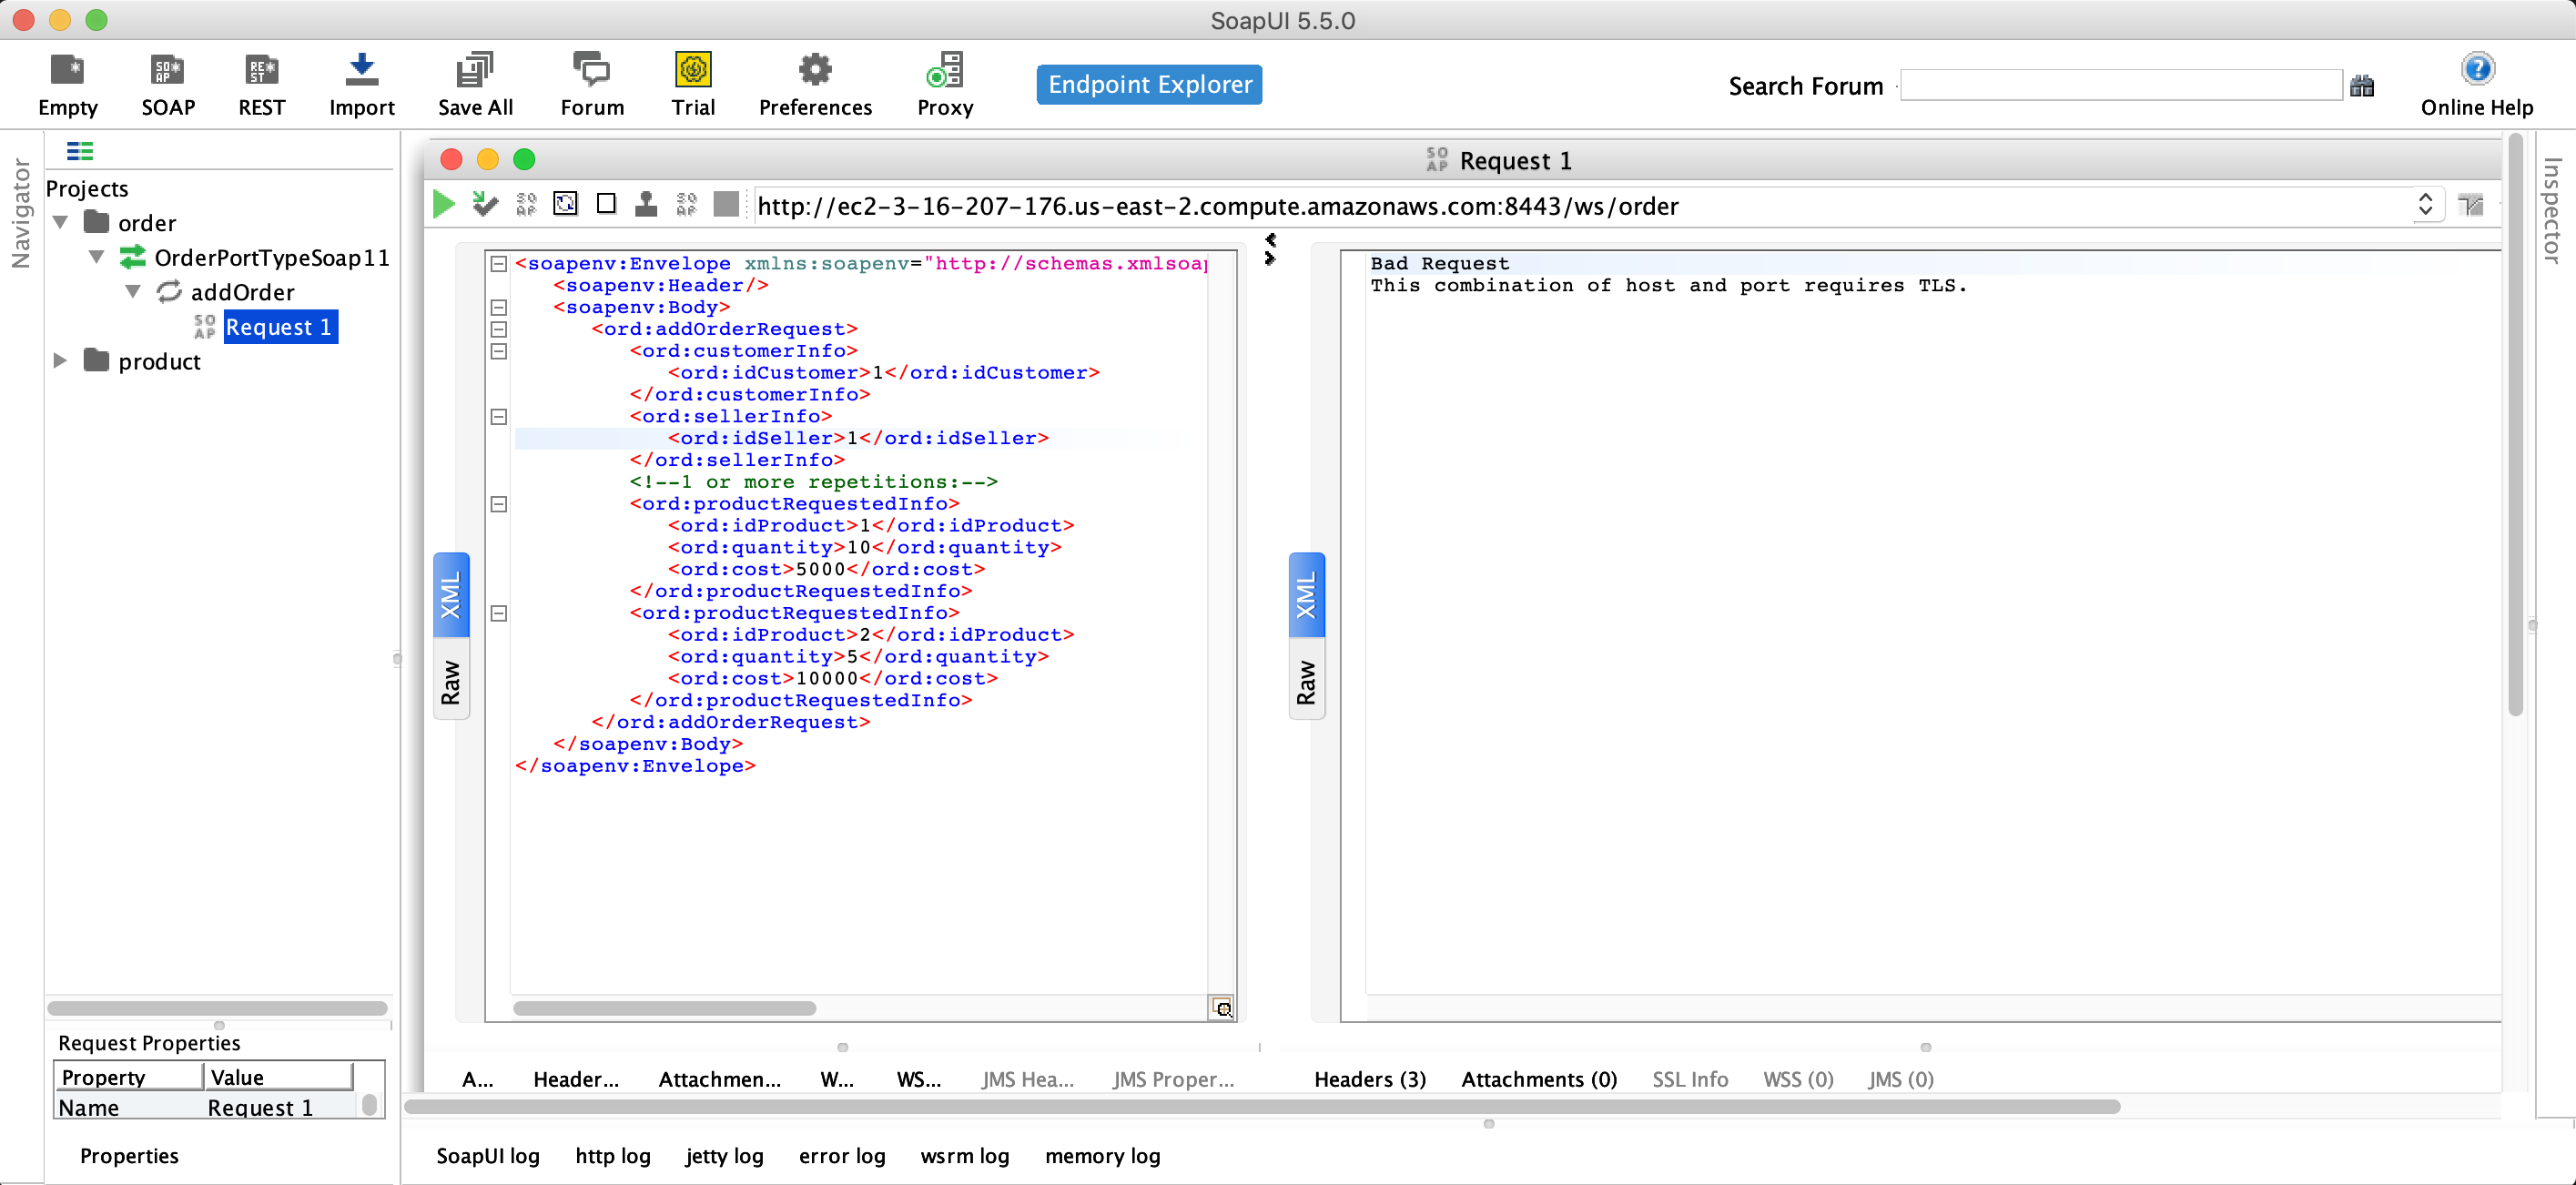 SoapUI 5.5.0
Empty
SOAP
REST
Import
Save All
Forum
Trial
Preferences
Proxy
Endpoint Explorer
Search Forum
Online Help
Navigator
Projects
order
OrderPortTypeSoap11
addOrder
Request 1
product
Request Properties
Property Value
Name Request 1
Properties
Request 1
http://ec2-3-16-207-176.us-east-2.compute.amazonaws.com:8443/ws/order
XML
Raw
<soapenv:Envelope xmlns:soapenv="http://schemas.xmlsoap
<soapenv:Header/>
<soapenv:Body>
<ord:addOrderRequest>
<ord:customerInfo>
<ord:idCustomer>1</ord:idCustomer>
</ord:customerInfo>
<ord:sellerInfo>
<ord:idSeller>1</ord:idSeller>
</ord:sellerInfo>
<!--1 or more repetitions:-->
<ord:productRequestedInfo>
<ord:idProduct>1</ord:idProduct>
<ord:quantity>10</ord:quantity>
<ord:cost>5000</ord:cost>
</ord:productRequestedInfo>
<ord:productRequestedInfo>
<ord:idProduct>2</ord:idProduct>
<ord:quantity>5</ord:quantity>
<ord:cost>10000</ord:cost>
</ord:productRequestedInfo>
</ord:addOrderRequest>
</soapenv:Body>
</soapenv:Envelope>
A... Header... Attachmen... W... WS... JMS Hea... JMS Proper...
XML
Raw
Bad Request
This combination of host and port requires TLS.
Headers (3) Attachments (0) SSL Info WSS (0) JMS (0)
Inspector
SoapUI log http log jetty log error log wsrm log memory log